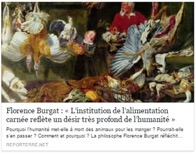 Florence Burgat : « L'institution de l'alimentation
carnée reflète un désir très profond de l'humanité »
Pourquoi l'humanité met-elle à mort des animaux pour les manger ? Pourrait-elle
s'en passer ? Comment et pourquoi ? La philosophe Florence Burgat réfléchit...
REPORTERRE.NET